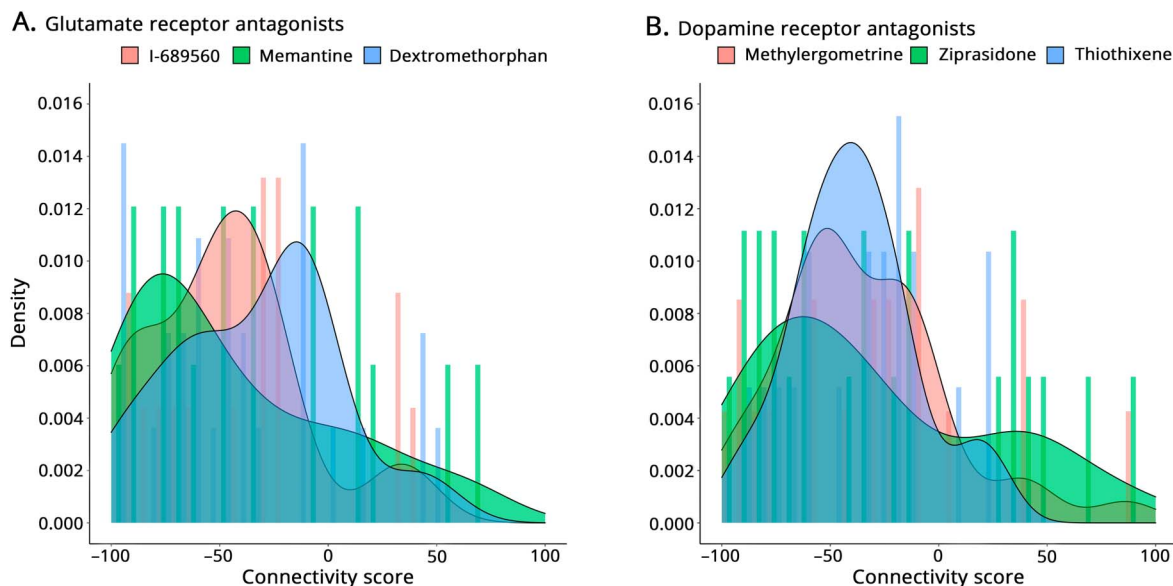 A. Glutamate receptor antagonists
I-689560 Memantine Dextromethorphan
0.016
0.014
0.012
0.010
0.008
0.006
0.004
0.002
0.000
Density
−100 −50 0 50 100
Connectivity score
B. Dopamine receptor antagonists
Methylergometrine Ziprasidone Thiothixene
0.016
0.014
0.012
0.010
0.008
0.006
0.004
0.002
0.000
−100 −50 0 50 100
Connectivity score